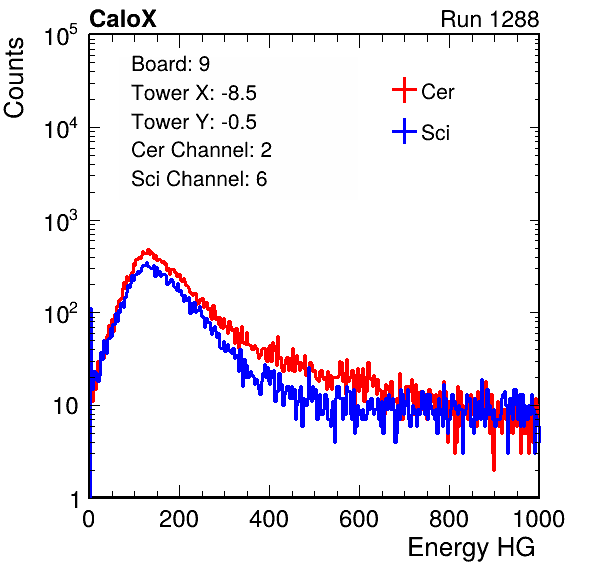 CaloX Run 1288
Counts
10^5
10^4
10^3
10^2
10
1
Board: 9
Tower X: -8.5
Tower Y: -0.5
Cer Channel: 2
Sci Channel: 6
Cer
Sci
0 200 400 600 800 1000
Energy HG